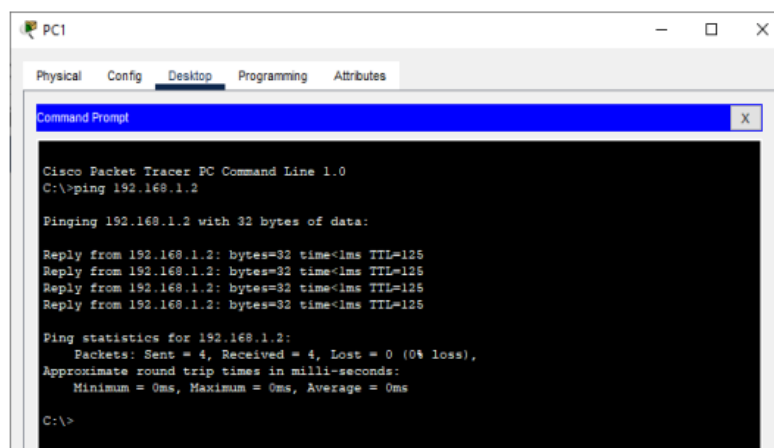 PC1
Physical Config Desktop Programming Attributes
Command Prompt
X
Cisco Packet Tracer PC Command Line 1.0
C:\>ping 192.168.1.2
Pinging 192.168.1.2 with 32 bytes of data:
Reply from 192.168.1.2: bytes=32 time<1ms TTL=125
Reply from 192.168.1.2: bytes=32 time<1ms TTL=125
Reply from 192.168.1.2: bytes=32 time<1ms TTL=125
Reply from 192.168.1.2: bytes=32 time<1ms TTL=125
Ping statistics for 192.168.1.2:
Packets: Sent = 4, Received = 4, Lost = 0 (0% loss),
Approximate round trip times in milli-seconds:
Minimum = 0ms, Maximum = 0ms, Average = 0ms
C:\>